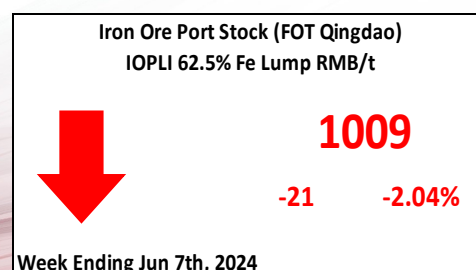 Iron Ore Port Stock (FOT Qingdao)
IOPLI 62.5% Fe Lump RMB/t
1009
-21 -2.04%
Week Ending Jun 7th, 2024